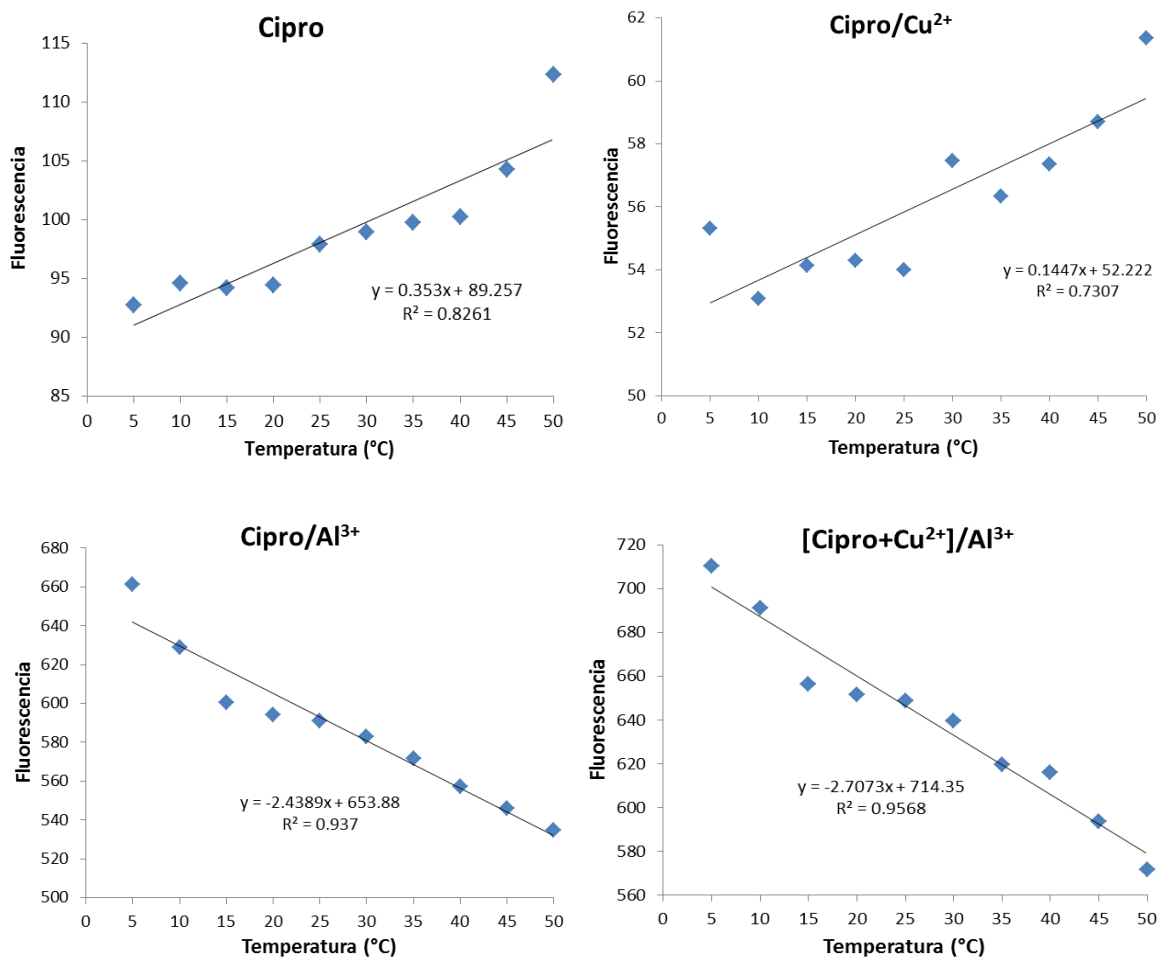 Cipro
115
110
105
100
95
90
85
Fluorescencia
y = 0.353x + 89.257
R² = 0.8261
0 5 10 15 20 25 30 35 40 45 50
Temperatura (°C)
Cipro/Cu²⁺
62
60
58
56
54
52
50
Fluorescencia
y = 0.1447x + 52.222
R² = 0.7307
0 5 10 15 20 25 30 35 40 45 50
Temperatura (°C)
Cipro/Al³⁺
680
660
640
620
600
580
560
540
520
500
Fluorescencia
y = -2.4389x + 653.88
R² = 0.937
0 5 10 15 20 25 30 35 40 45 50
Temperatura (°C)
[Cipro+Cu²⁺]/Al³⁺
720
700
680
660
640
620
600
580
560
Fluorescencia
y = -2.7073x + 714.35
R² = 0.9568
0 5 10 15 20 25 30 35 40 45 50
Temperatura (°C)